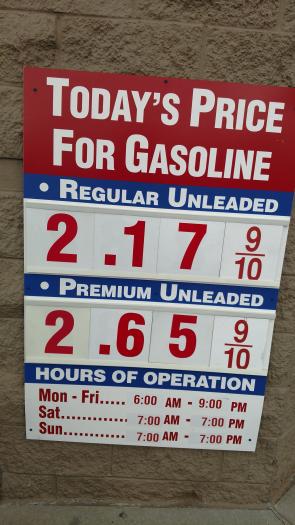 TODAY'S PRICE
FOR GASOLINE
• REGULAR UNLEADED
2.17 9/10
• PREMIUM UNLEADED
2.65 9/10
HOURS OF OPERATION
Mon - Fri..... 6:00 AM - 9:00 PM
Sat............. 7:00 AM - 7:00 PM
Sun............. 7:00 AM - 7:00 PM